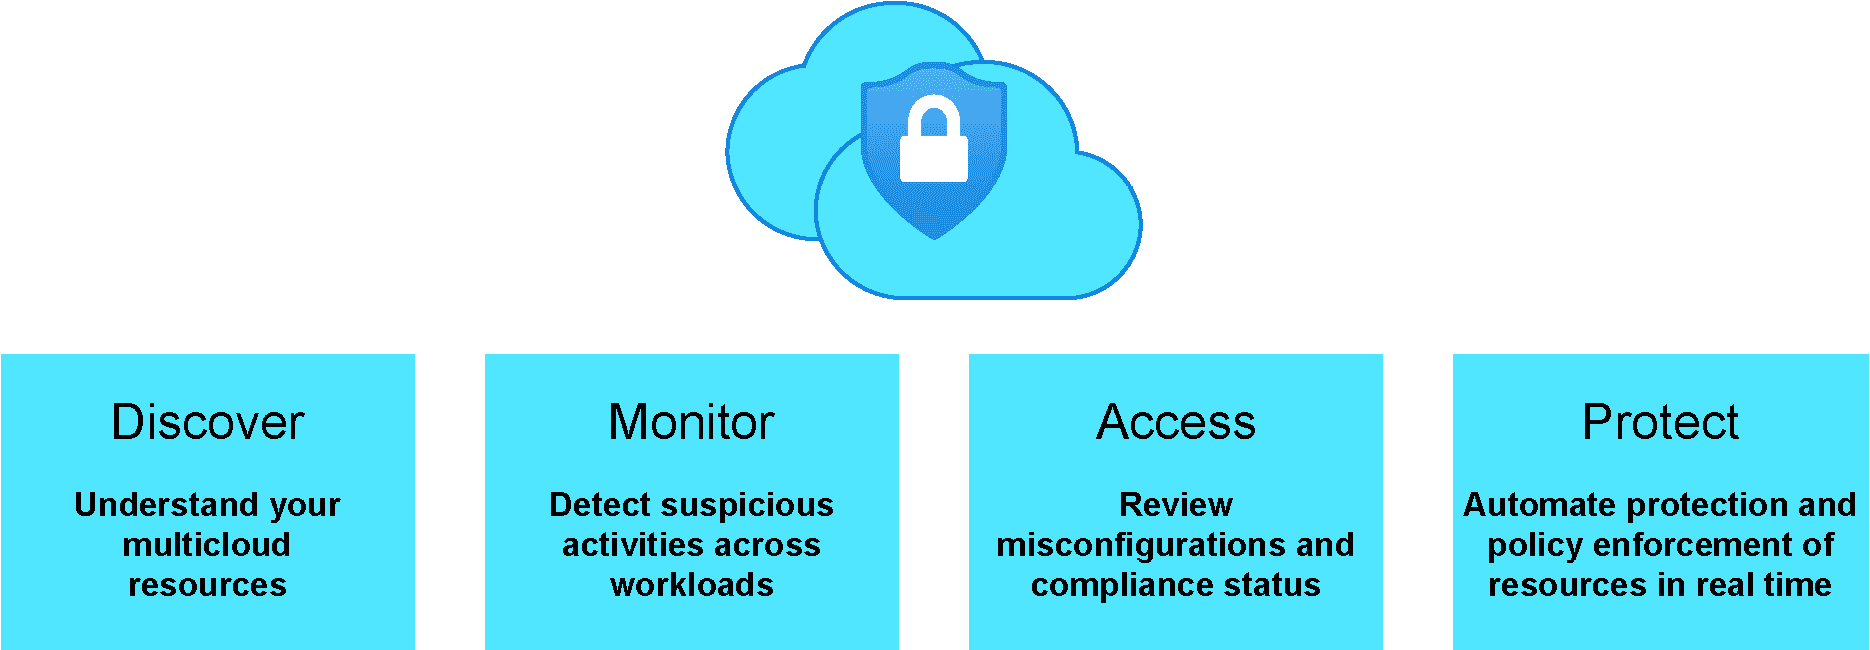 Discover
Understand your
multicloud
resources
Monitor
Detect suspicious
activities across
workloads
Access
Review
misconfigurations and
compliance status
Protect
Automate protection and
policy enforcement of
resources in real time